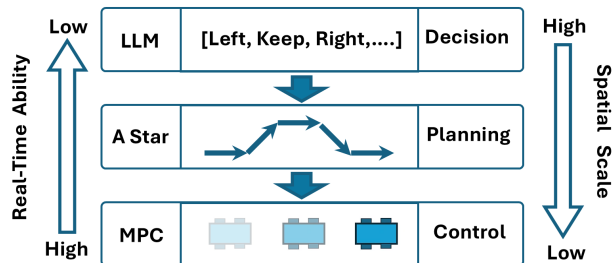 Low
High
Real-Time Ability
LLM
[Left, Keep, Right,....]
Decision
A Star
Planning
MPC
Control
High
Low
Spatial Scale